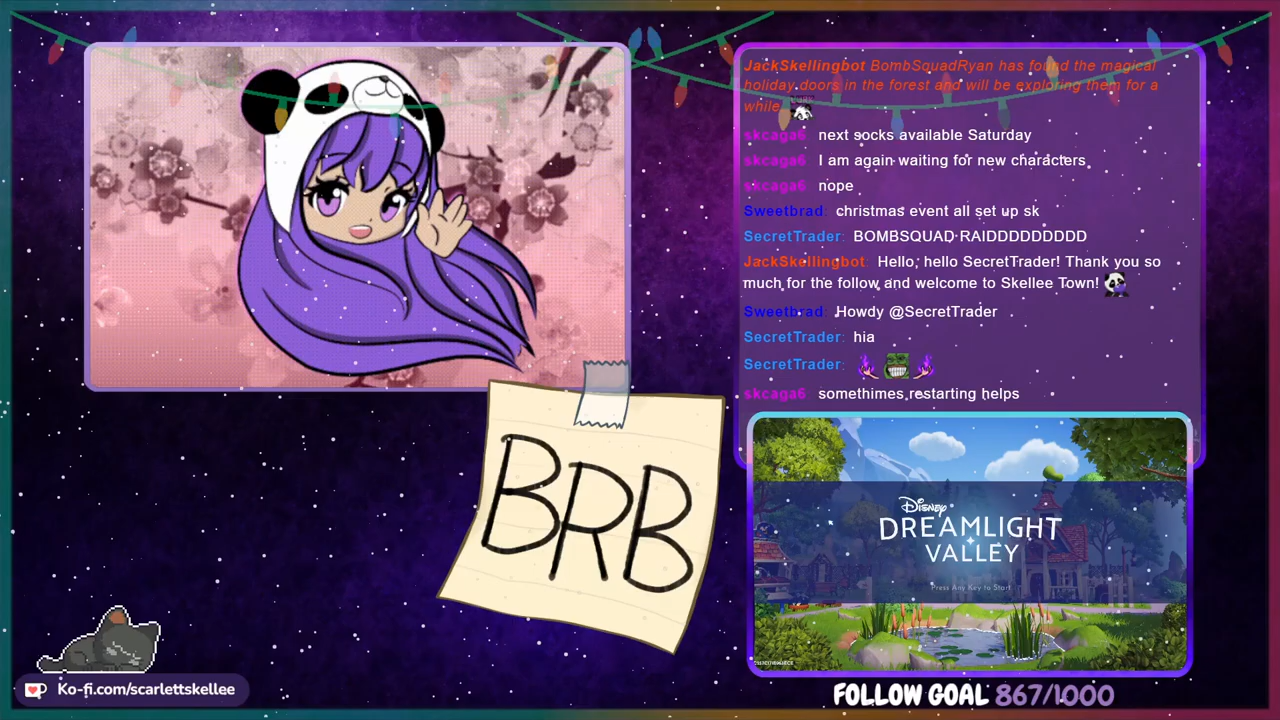 JackSkellingbot BombSquadRyan has found the magical
holiday doors in the forest and will be exploring them for a
while
skcaga6 next socks available Saturday
skcaga6 I am again waiting for new characters
skcaga6 nope
Sweetbrad: christmas event all set up sk
SecretTrader: BOMBSQUAD RAIDDDDDDDDD
JackSkellingbot: Hello, hello SecretTrader! Thank you so
much for the follow and welcome to Skellee Town!
Sweetbrad: Howdy @SecretTrader
SecretTrader: hia
SecretTrader:
skcaga6 somethimes restarting helps
BRB
Disney
DREAMLIGHT
VALLEY
Press Any Key to Start
Ko-fi.com/scarlettskellee
FOLLOW GOAL 867/1000